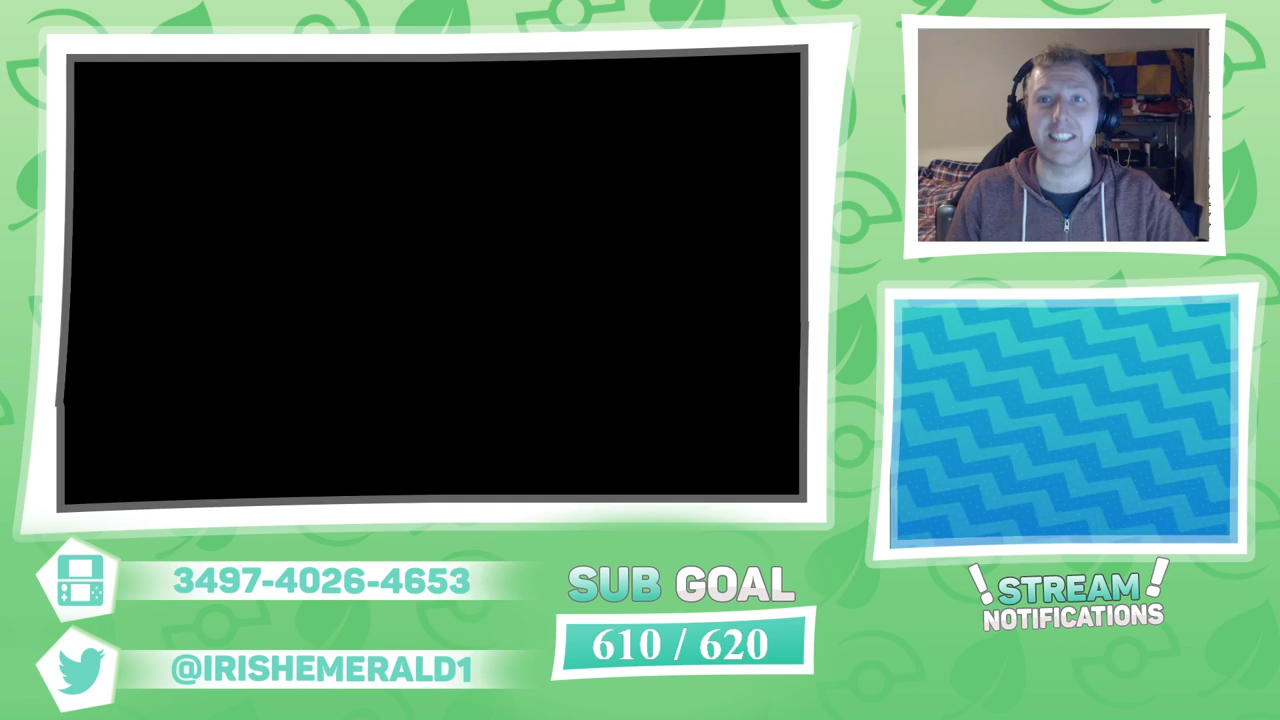 3497-4026-4653
@IRISHEMERALD1
SUB GOAL
610 / 620
! STREAM !
NOTIFICATIONS